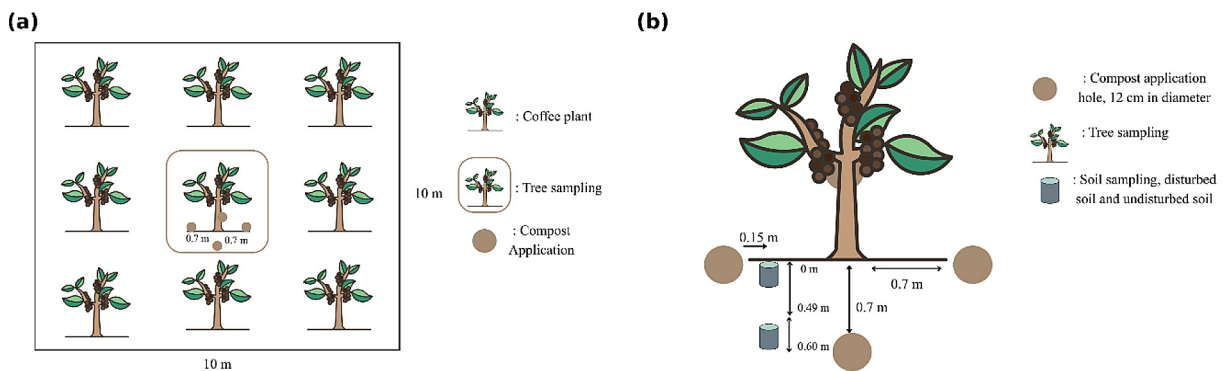 (a)
0.7 m
0.7 m
10 m
10 m
: Coffee plant
: Tree sampling
: Compost
Application
(b)
0.15 m
0 m
0.49 m
0.60 m
0.7 m
0.7 m
: Compost application
hole, 12 cm in diameter
: Tree sampling
: Soil sampling, disturbed
soil and undisturbed soil